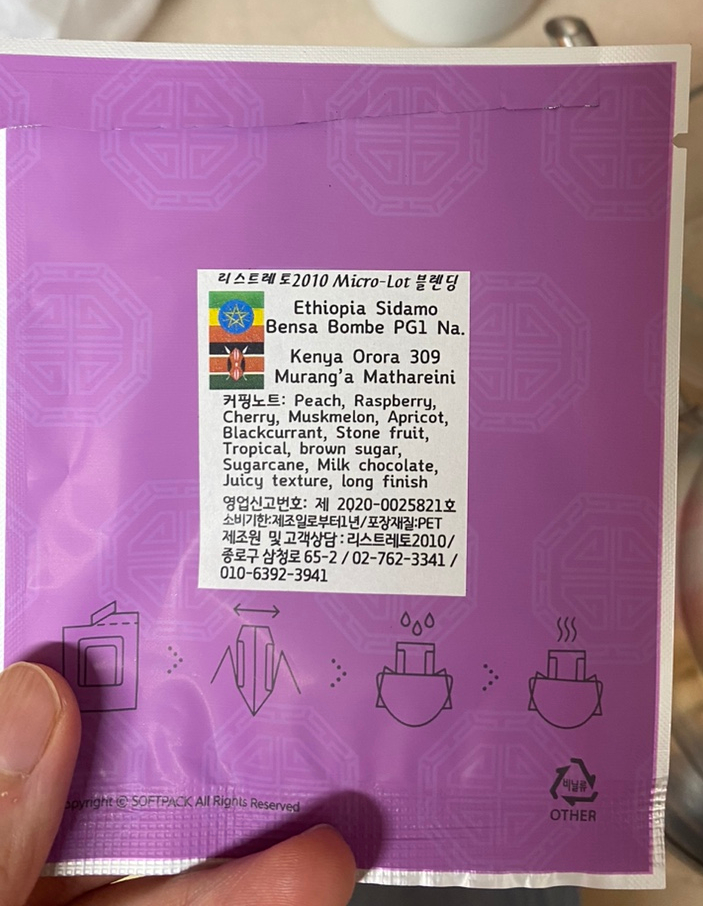 리스트레토2010 Micro-Lot 블렌딩
Ethiopia Sidamo
Bensa Bombe PG1 Na.
Kenya Orora 309
Murang'a Mathareini
커핑노트: Peach, Raspberry,
Cherry, Muskmelon, Apricot,
Blackcurrant, Stone fruit,
Tropical, brown sugar,
Sugarcane, Milk chocolate,
Juicy texture, long finish
영업신고번호: 제 2020-0025821호
소비기한:제조일로부터1년/포장재질:PET
제조원 및 고객상담 : 리스트레토2010/
종로구 삼청로 65-2 / 02-762-3341 /
010-6392-3941
비닐류
OTHER
opyright ⓒ SOFTPACK All Rights Reserved